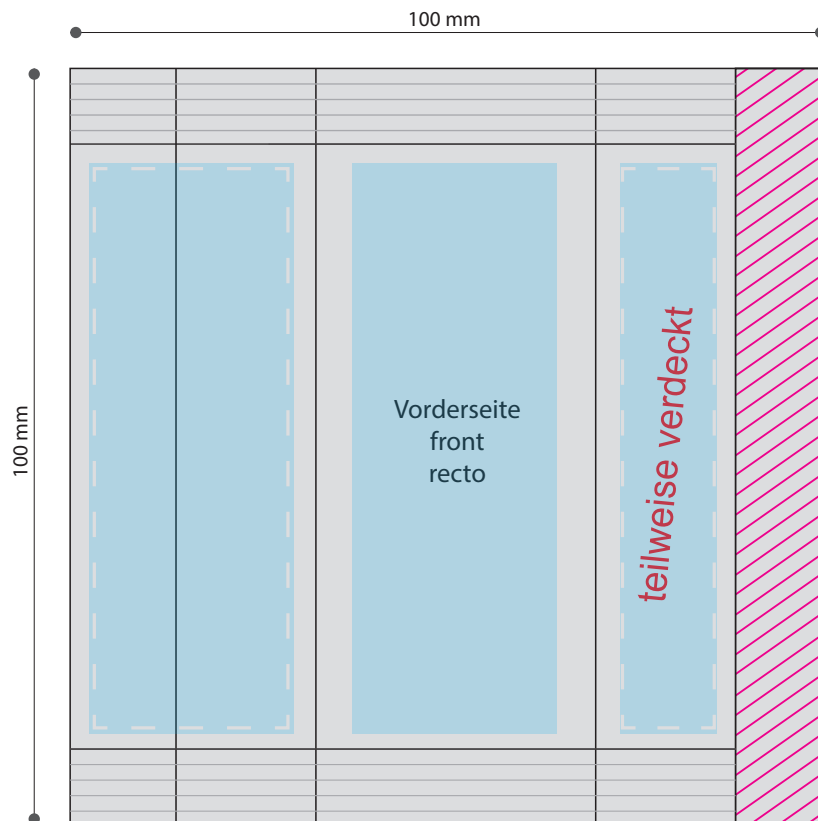 100 mm
100 mm
Vorderseite
front
recto
teilweise verdeckt